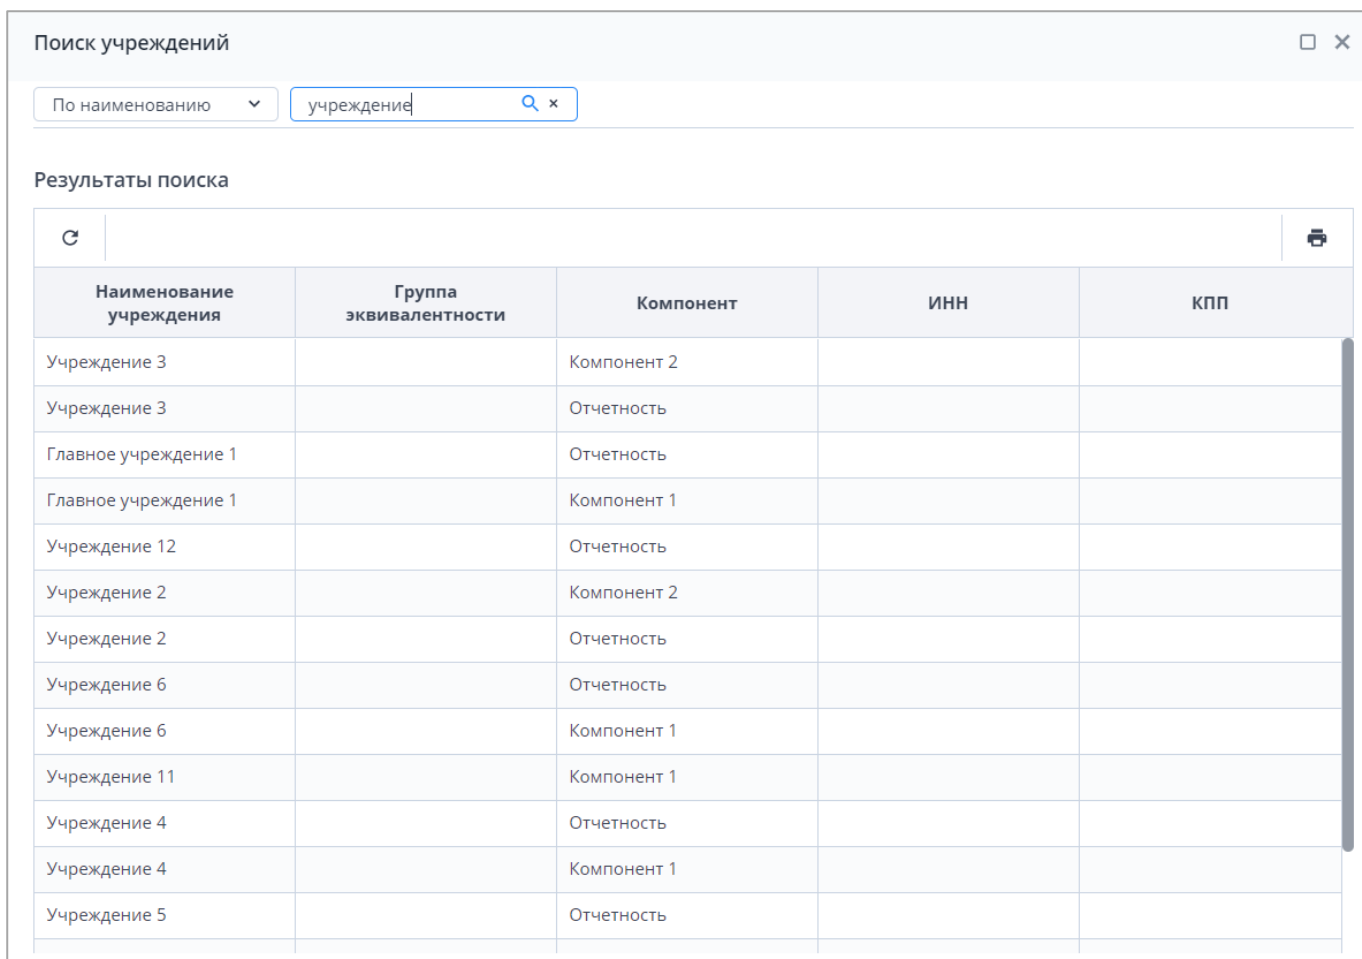 Поиск учреждений
По наименованию
учреждение
Результаты поиска
Наименование учреждения
Группа эквивалентности
Компонент
ИНН
КПП
Учреждение 3 Компонент 2
Учреждение 3 Отчетность
Главное учреждение 1 Отчетность
Главное учреждение 1 Компонент 1
Учреждение 12 Отчетность
Учреждение 2 Компонент 2
Учреждение 2 Отчетность
Учреждение 6 Отчетность
Учреждение 6 Компонент 1
Учреждение 11 Компонент 1
Учреждение 4 Отчетность
Учреждение 4 Компонент 1
Учреждение 5 Отчетность